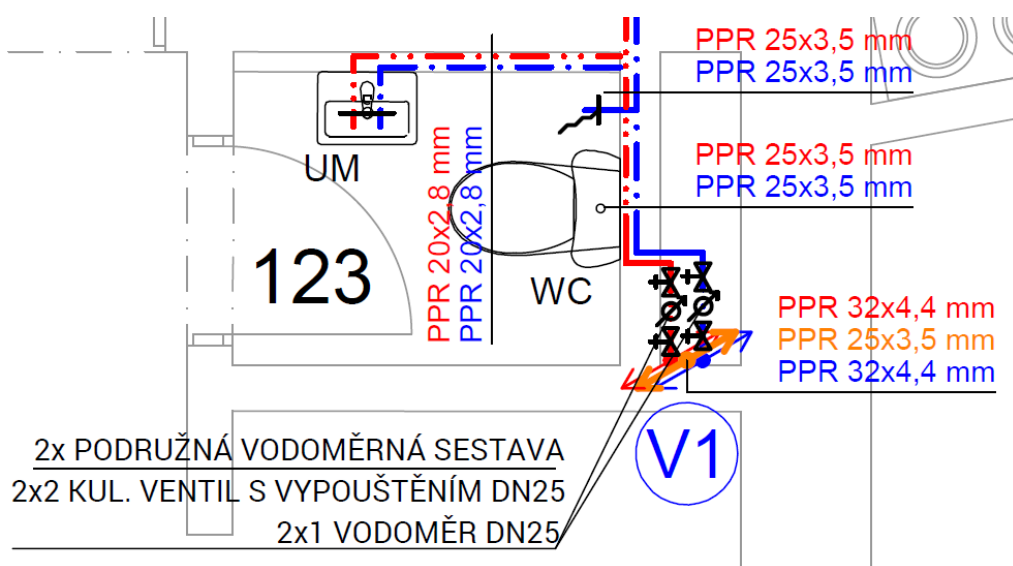 PPR 25x3,5 mm
PPR 25x3,5 mm
UM
PPR 20x2,8 mm
PPR 20x2,8 mm
PPR 25x3,5 mm
PPR 25x3,5 mm
123
WC
PPR 32x4,4 mm
PPR 25x3,5 mm
PPR 32x4,4 mm
V1
2x PODRUŽNÁ VODOMĚRNÁ SESTAVA
2x2 KUL. VENTIL S VYPOUŠTĚNÍM DN25
2x1 VODOMĚR DN25